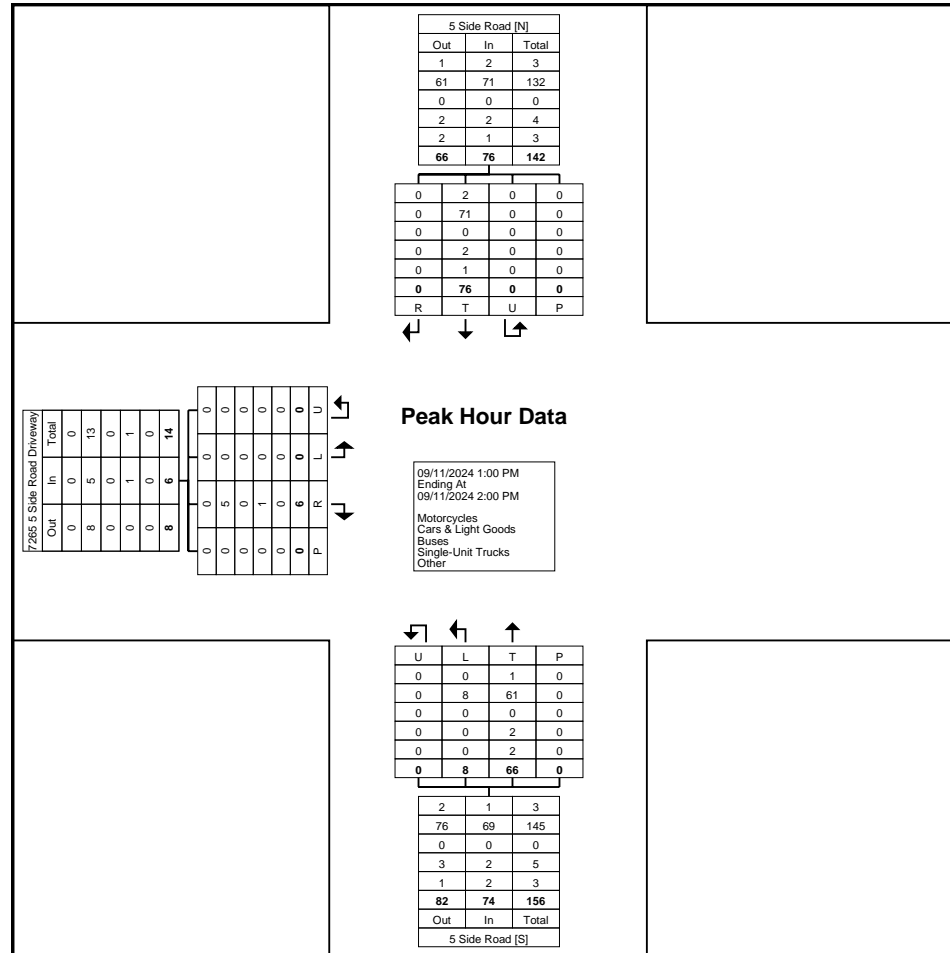 5 Side Road [N]
Out In Total
1 2 3
61 71 132
0 0 0
2 2 4
2 1 3
66 76 142
0 2 0 0
0 71 0 0
0 0 0 0
0 2 0 0
0 1 0 0
0 76 0 0
R T U P
7265 5 Side Road Driveway
Out In Total
0 0 0
8 5 13
0 0 0
0 1 1
0 0 0
8 6 14
0 0 0 0
0 5 0 0
0 0 0 0
0 1 0 0
0 0 0 0
0 6 0 0
P R L U
Peak Hour Data
09/11/2024 1:00 PM
Ending At
09/11/2024 2:00 PM
Motorcycles
Cars & Light Goods
Buses
Single-Unit Trucks
Other
U L T P
0 0 1 0
0 8 61 0
0 0 0 0
0 0 2 0
0 0 2 0
0 8 66 0
2 1 3
76 69 145
0 0 0
3 2 5
1 2 3
82 74 156
Out In Total
5 Side Road [S]